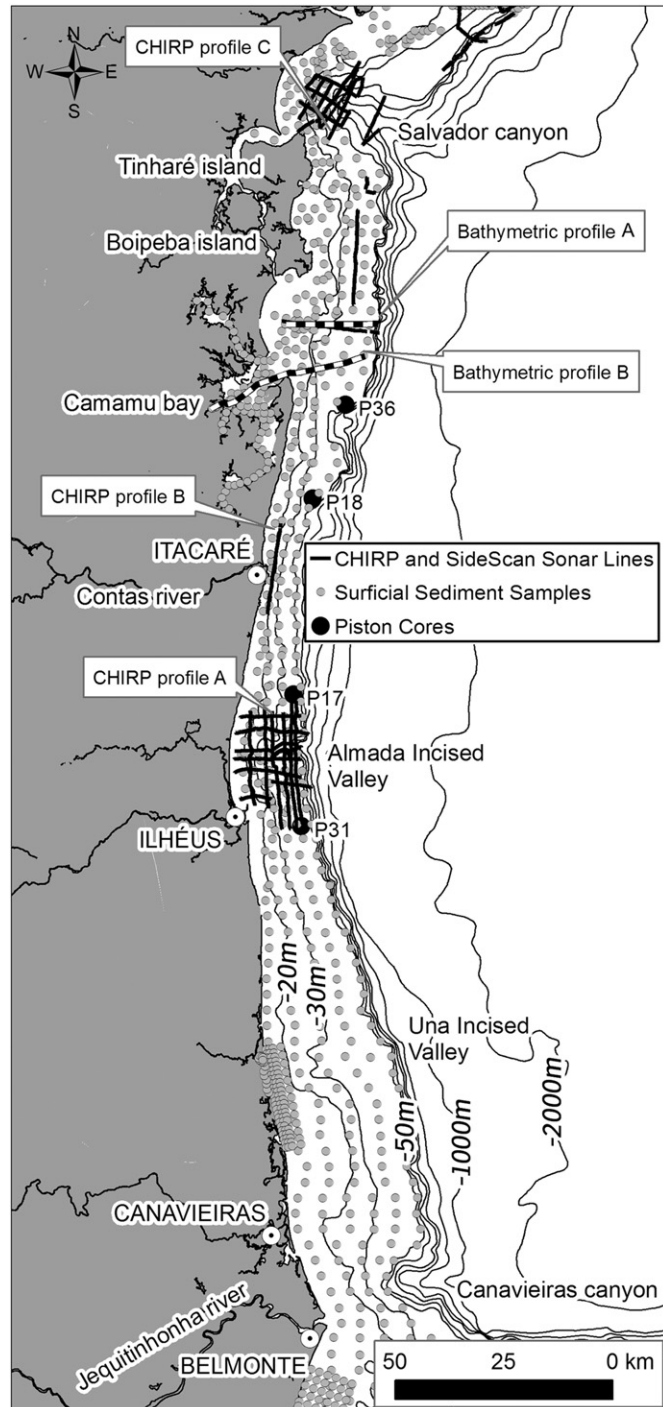 N
CHIRP profile C
W
E
S
Salvador canyon
Tinharé island
Bathymetric profile A
Boipeba island
Bathymetric profile B
Camamu bay
P36
CHIRP profile B
P18
ITACARÉ
CHIRP and SideScan Sonar Lines
Contas river
Surficial Sediment Samples
Piston Cores
CHIRP profile A
P17
Almada Incised
Valley
ILHÉUS
P31
-20m
-30m
Una Incised
Valley
-50m
-1000m
-2000m
CANAVIEIRAS
Canavieiras canyon
Jequitinhonha river
BELMONTE
50
25
0 km